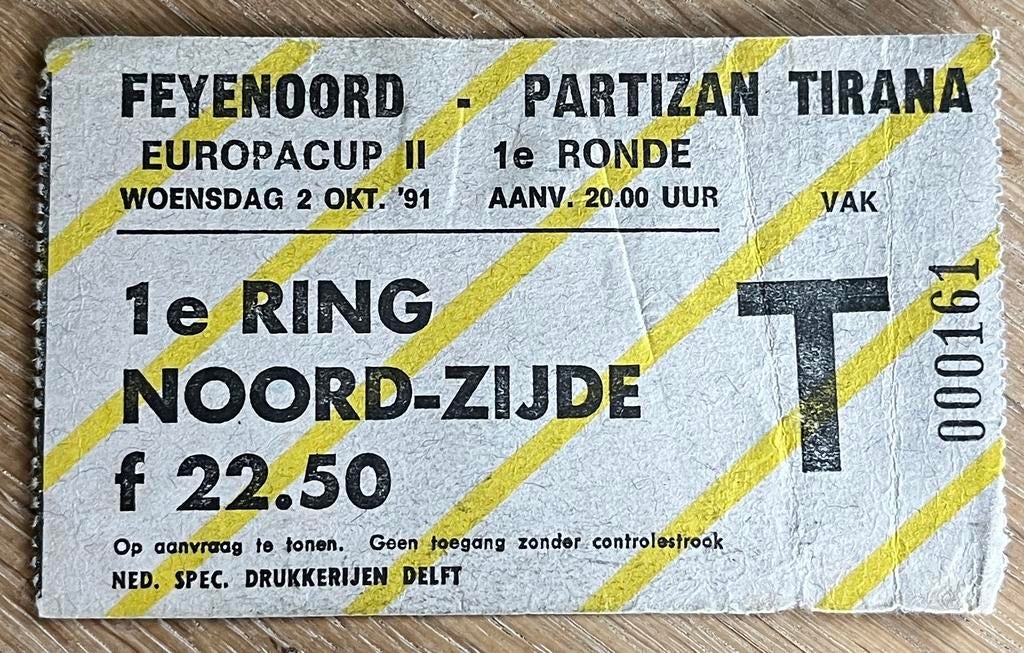 FEYENOORD - PARTIZAN TIRANA
EUROPACUP II 1e RONDE
WOENSDAG 2 OKT. '91 AANV. 20.00 UUR
VAK
1e RING
NOORD-ZIJDE
f 22.50
T
000161
Op aanvraag te tonen. Geen toegang zonder controlestrook
NED. SPEC. DRUKKERIJEN DELFT